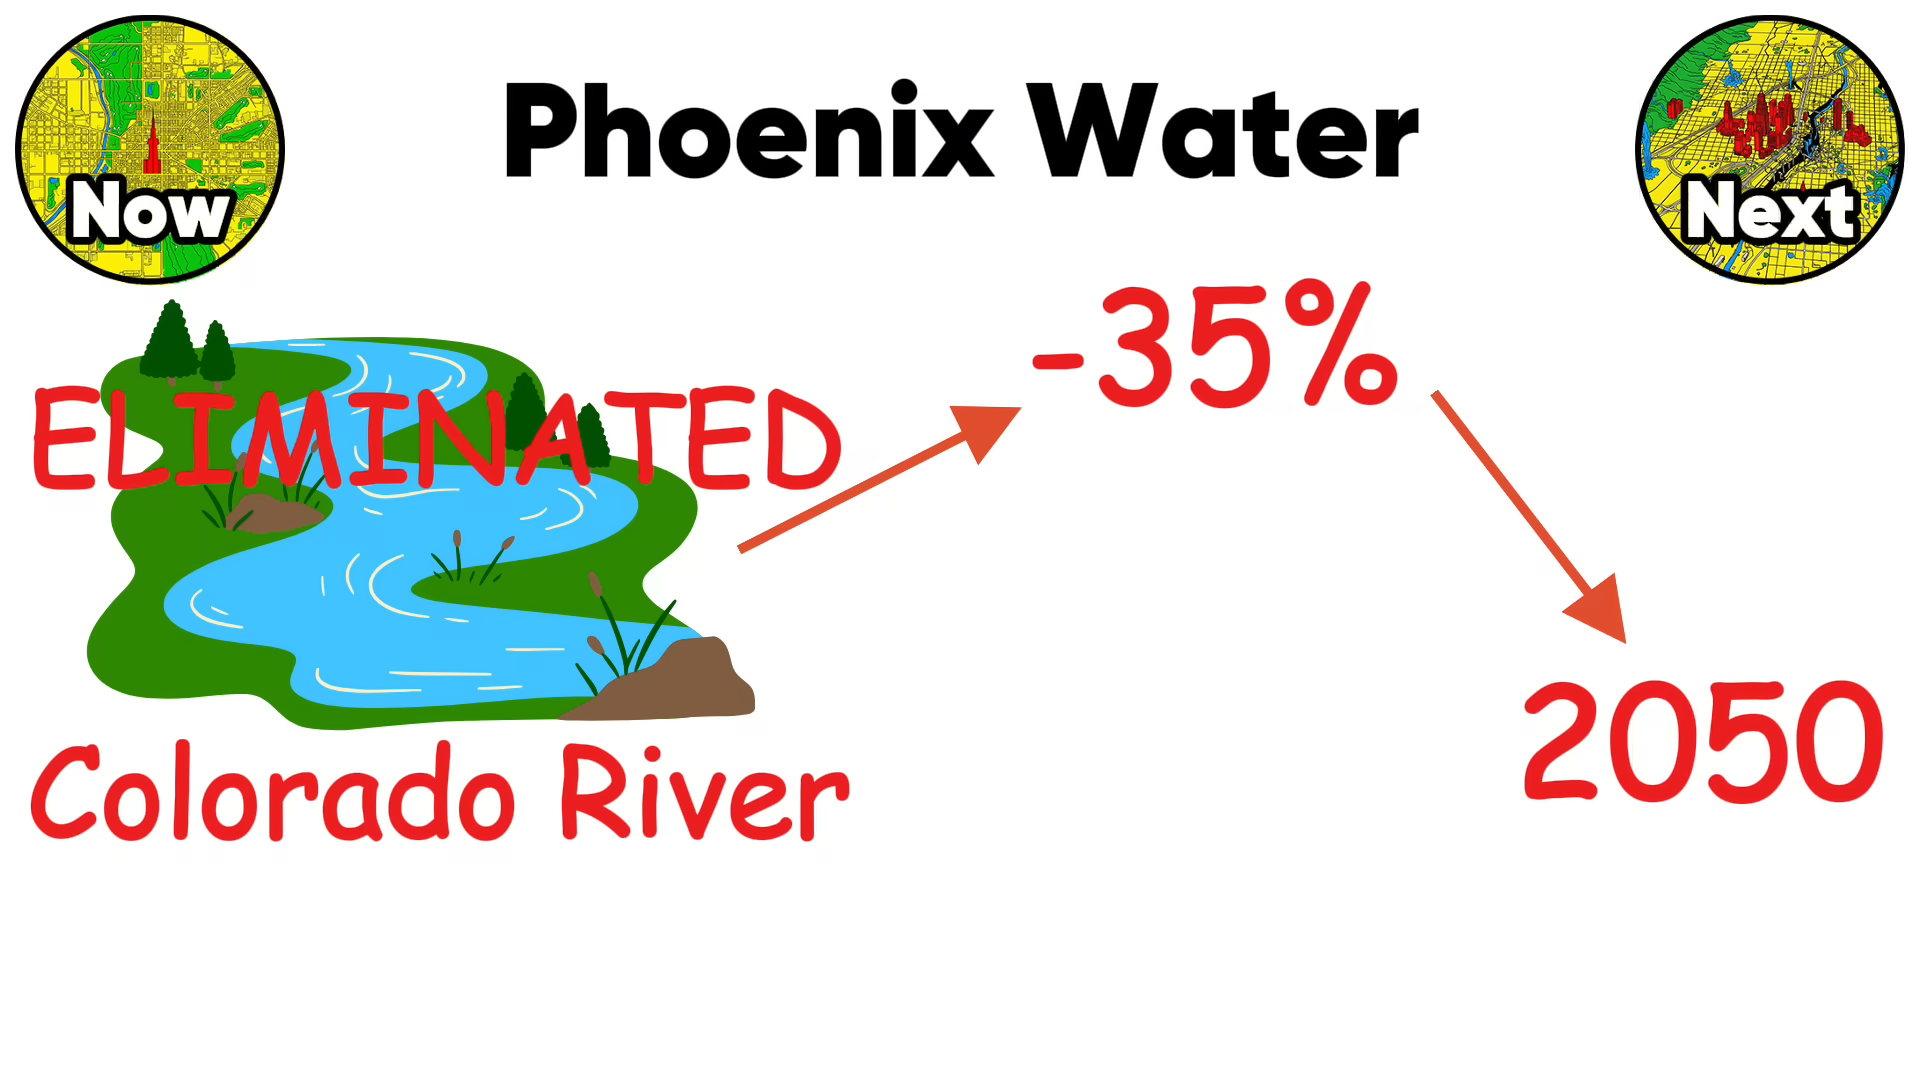 Phoenix Water
Now
Next
-35%
ELIMINATED
2050
Colorado River